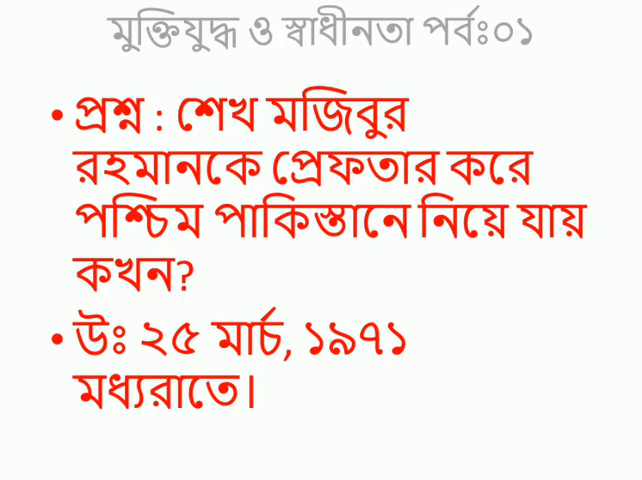 মুক্তিযুদ্ধ ও স্বাধীনতা পর্বঃ০১
• প্রশ্ন : শেখ মজিবুর
রহমানকে প্রেফতার করে
পশ্চিম পাকিস্তানে নিয়ে যায়
কখন?
• উঃ ২৫ মার্চ, ১৯৭১
মধ্যরাতে।